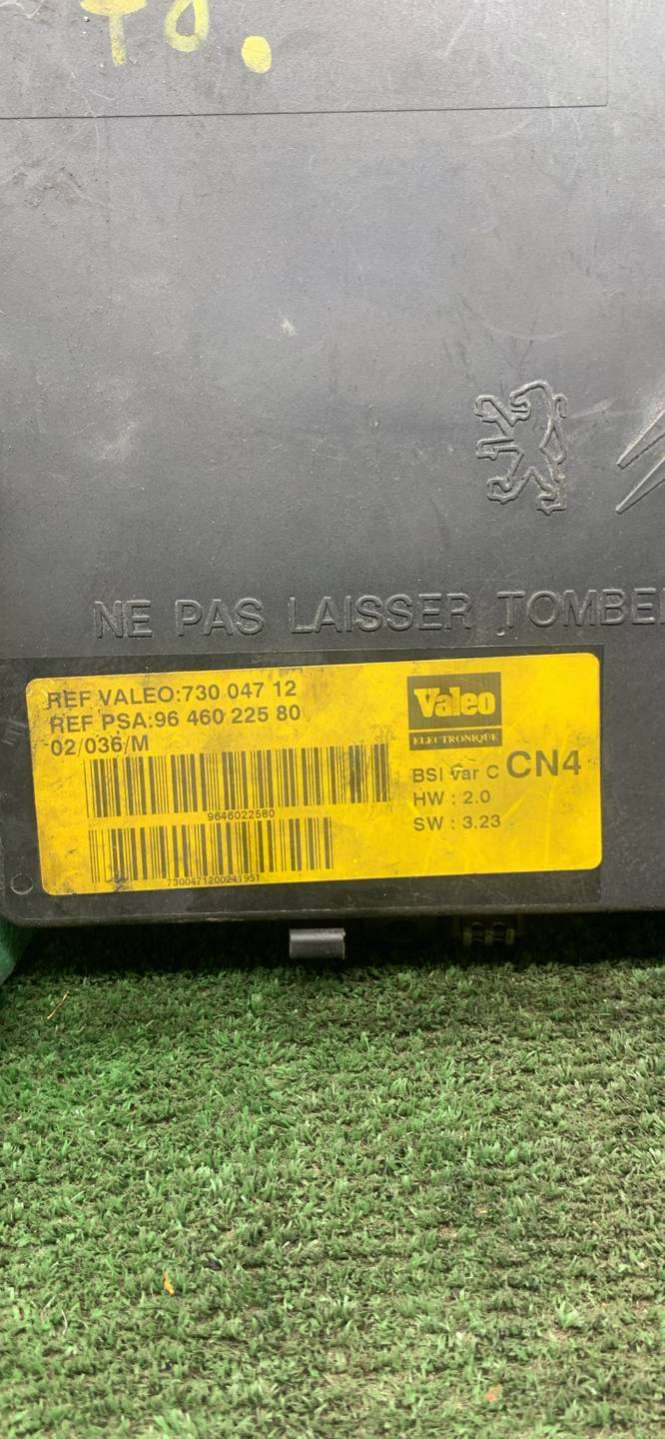 NE PAS LAISSER TOMBE
REF VALEO:730 047 12
REF PSA:96 460 225 80
02/036/M
9646022580
Valeo
ELECTRONIQUE
BSI var C CN4
HW : 2.0
SW : 3.23